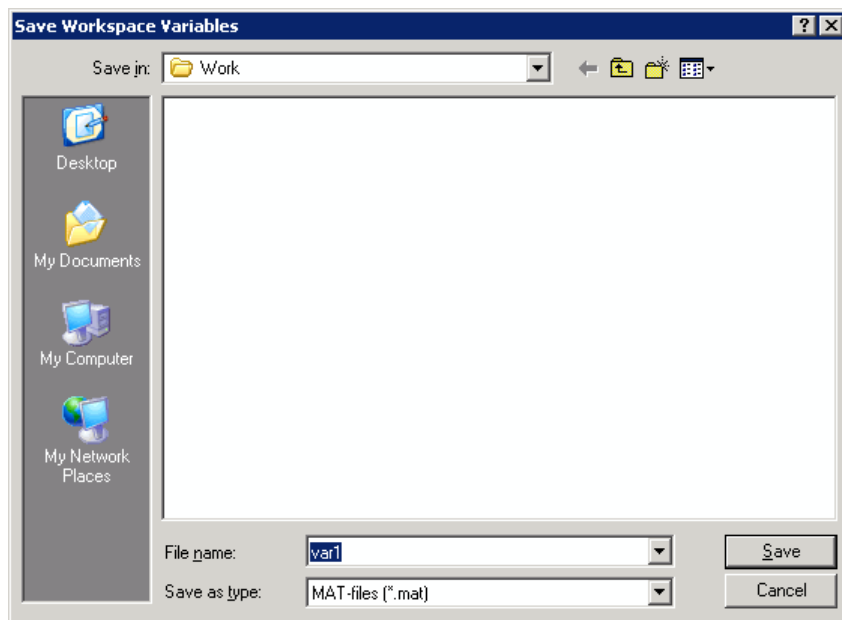 Save Workspace Variables
Save in:
Work
Desktop
My Documents
My Computer
My Network
Places
File name:
var1
Save
Save as type:
MAT-files (*.mat)
Cancel